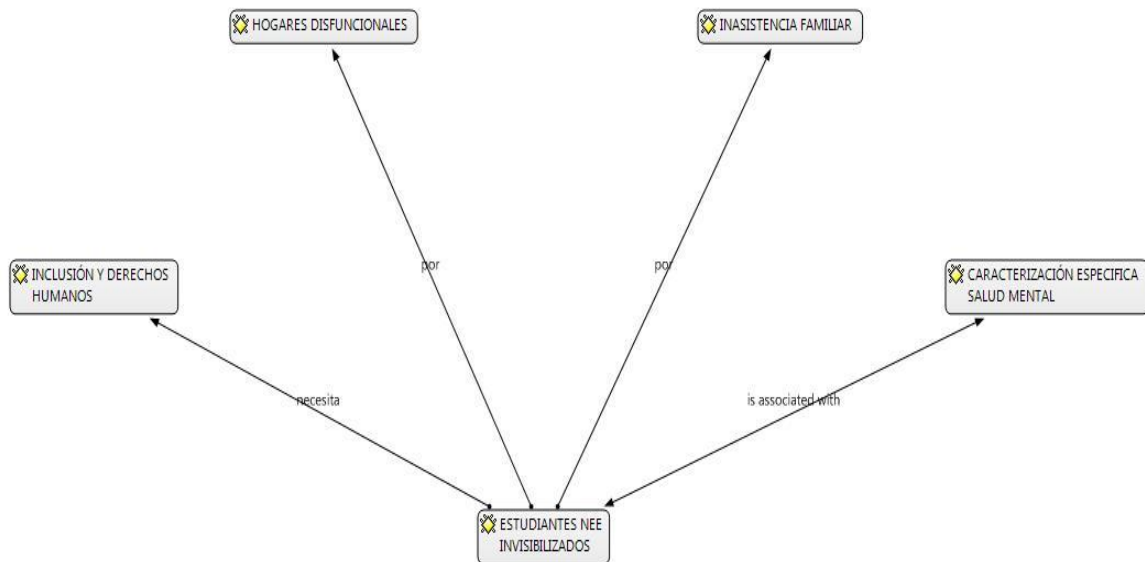 HOGARES DISFUNCIONALES
INASISTENCIA FAMILIAR
por
por
INCLUSIÓN Y DERECHOS
HUMANOS
CARACTERIZACIÓN ESPECIFICA
SALUD MENTAL
necesita
is associated with
ESTUDIANTES NEE
INVISIBILIZADOS